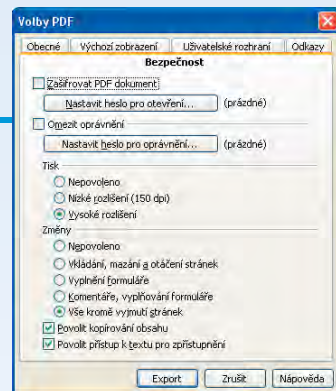 Volby PDF
Obecné Výchozí zobrazení Uživatelské rozhraní Odkazy
Bezpečnost
Zašifrovat PDF dokument
Nastavit heslo pro otevření... (prázdné)
Omezit oprávnění
Nastavit heslo pro oprávnění... (prázdné)
Tisk
Nepovoleno
Nízké rozlišení (150 dpi)
Vysoké rozlišení
Změny
Nepovoleno
Vkládání, mazání a otáčení stránek
Vyplnění formuláře
Komentáře, vyplňování formuláře
Vše kromě vyjmutí stránek
Povolit kopírování obsahu
Povolit přístup k textu pro zpřístupnění
Export Zrušit Nápověda